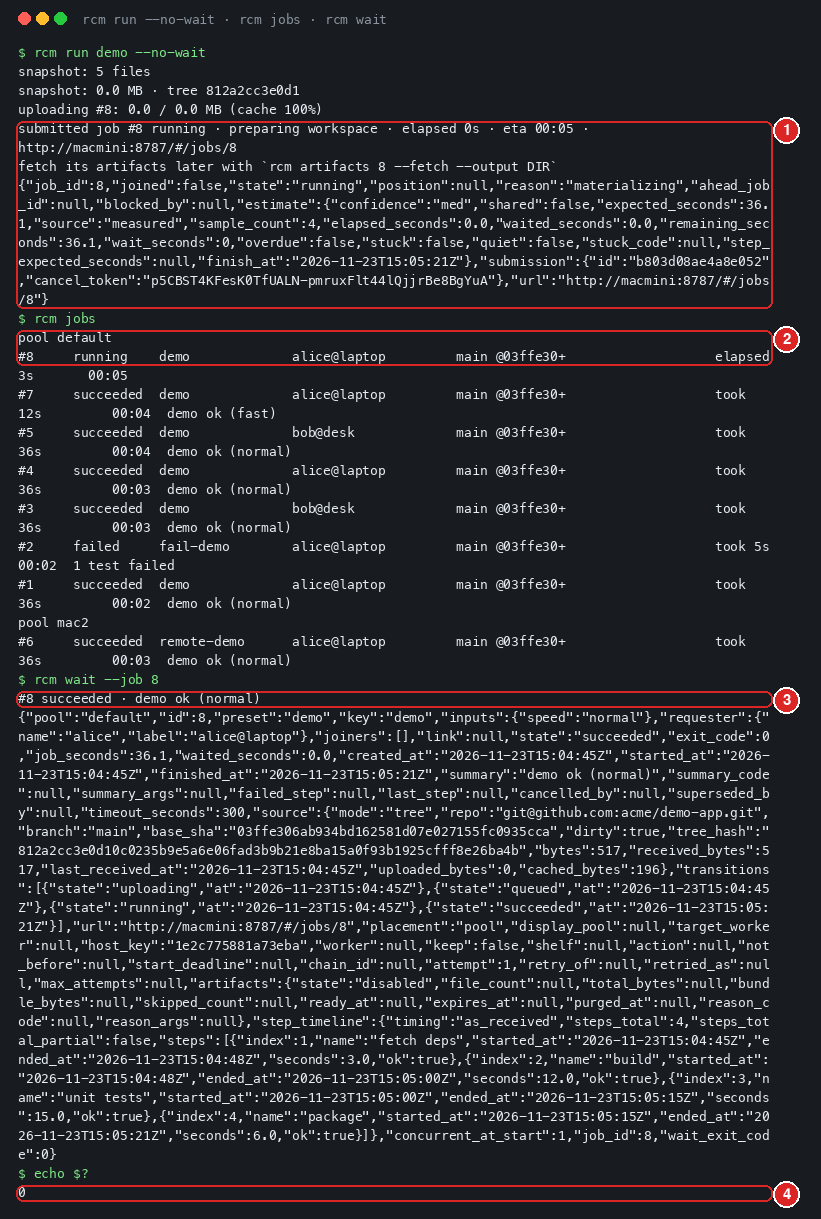 rcm run --no-wait · rcm jobs · rcm wait
$ rcm run demo --no-wait
snapshot: 5 files
snapshot: 0.0 MB · tree 812a2cc3e0d1
uploading #8: 0.0 / 0.0 MB (cache 100%)
submitted job #8 running · preparing workspace · elapsed 0s · eta 00:05 ·
1
http://macmini:8787/#/jobs/8
fetch its artifacts later with `rcm artifacts 8 --fetch --output DIR`
{"job_id":8,"joined":false,"state":"running","position":null,"reason":"materializing","ahead_job
_id":null,"blocked_by":null,"estimate":{"confidence":"med","shared":false,"expected_seconds":36.
1,"source":"measured","sample_count":4,"elapsed_seconds":0.0,"waited_seconds":0.0,"remaining_sec
onds":36.1,"wait_seconds":0,"overdue":false,"stuck":false,"quiet":false,"stuck_code":null,"step_
expected_seconds":null,"finish_at":"2026-11-23T15:05:21Z"},"submission":{"id":"b803d08ae4a8e052"
,"cancel_token":"p5CBST4KFesK0TfUALN-pmruxFlt44lQjjrBe8BgYuA"},"url":"http://macmini:8787/#/jobs
/8"}
$ rcm jobs
pool default
2
#8 running demo alice@laptop main @03ffe30+ elapsed
3s 00:05
#7 succeeded demo alice@laptop main @03ffe30+ took
12s 00:04 demo ok (fast)
#5 succeeded demo bob@desk main @03ffe30+ took
36s 00:04 demo ok (normal)
#4 succeeded demo alice@laptop main @03ffe30+ took
36s 00:03 demo ok (normal)
#3 succeeded demo bob@desk main @03ffe30+ took
36s 00:03 demo ok (normal)
#2 failed fail-demo alice@laptop main @03ffe30+ took 5s
00:02 1 test failed
#1 succeeded demo alice@laptop main @03ffe30+ took
36s 00:02 demo ok (normal)
pool mac2
#6 succeeded remote-demo alice@laptop main @03ffe30+ took
36s 00:03 demo ok (normal)
$ rcm wait --job 8
#8 succeeded · demo ok (normal)
3
{"pool":"default","id":8,"preset":"demo","key":"demo","inputs":{"speed":"normal"},"requester":{"
name":"alice","label":"alice@laptop"},"joiners":[],"link":null,"state":"succeeded","exit_code":0
,"job_seconds":36.1,"waited_seconds":0.0,"created_at":"2026-11-23T15:04:45Z","started_at":"2026-
11-23T15:04:45Z","finished_at":"2026-11-23T15:05:21Z","summary":"demo ok (normal)","summary_code
":null,"summary_args":null,"failed_step":null,"last_step":null,"cancelled_by":null,"superseded_b
y":null,"timeout_seconds":300,"source":{"mode":"tree","repo":"git@github.com:acme/demo-app.git",
"branch":"main","base_sha":"03ffe306ab934bd162581d07e027155fc0935cca","dirty":true,"tree_hash":"
812a2cc3e0d10c0235b9e5a6e06fad3b9b21e8ba15a0f93b1925cfff8e26ba4b","bytes":517,"received_bytes":5
17,"last_received_at":"2026-11-23T15:04:45Z","uploaded_bytes":0,"cached_bytes":196},"transitions
":[{"state":"uploading","at":"2026-11-23T15:04:45Z"},{"state":"queued","at":"2026-11-23T15:04:45
Z"},{"state":"running","at":"2026-11-23T15:04:45Z"},{"state":"succeeded","at":"2026-11-23T15:05:
21Z"}],"url":"http://macmini:8787/#/jobs/8","placement":"pool","display_pool":null,"target_worke
r":null,"host_key":"1e2c775881a73eba","worker":null,"keep":false,"shelf":null,"action":null,"not
_before":null,"start_deadline":null,"chain_id":null,"attempt":1,"retry_of":null,"retried_as":nul
l,"max_attempts":null,"artifacts":{"state":"disabled","file_count":null,"total_bytes":null,"bund
le_bytes":null,"skipped_count":null,"ready_at":null,"expires_at":null,"purged_at":null,"reason_c
ode":null,"reason_args":null},"step_timeline":{"timing":"as_received","steps_total":4,"steps_tot
al_partial":false,"steps":[{"index":1,"name":"fetch deps","started_at":"2026-11-23T15:04:45Z","e
nded_at":"2026-11-23T15:04:48Z","seconds":3.0,"ok":true},{"index":2,"name":"build","started_at":
"2026-11-23T15:04:48Z","ended_at":"2026-11-23T15:05:00Z","seconds":12.0,"ok":true},{"index":3,"n
ame":"unit tests","started_at":"2026-11-23T15:05:00Z","ended_at":"2026-11-23T15:05:15Z","seconds
":15.0,"ok":true},{"index":4,"name":"package","started_at":"2026-11-23T15:05:15Z","ended_at":"20
26-11-23T15:05:21Z","seconds":6.0,"ok":true}]},"concurrent_at_start":1,"job_id":8,"wait_exit_cod
e":0}
$ echo $?
0
4